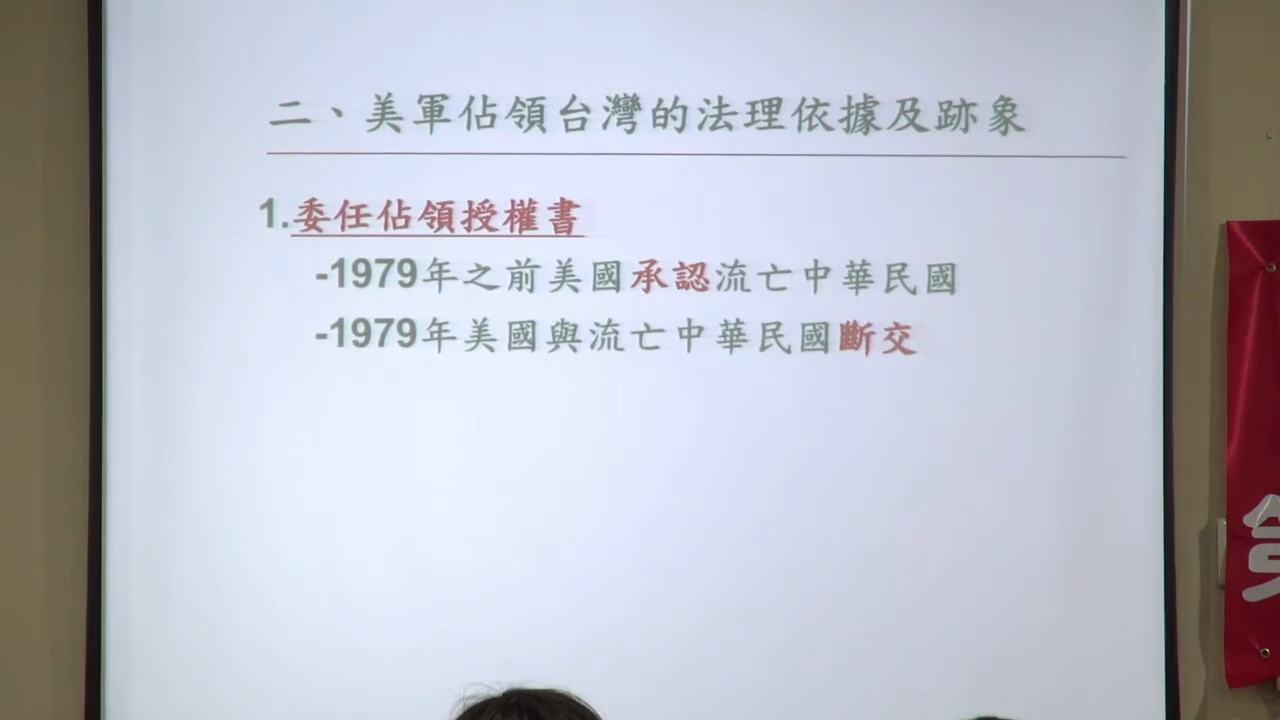 二、美軍佔領台灣的法理依據及跡象
1.委任佔領授權書
-1979年之前美國承認流亡中華民國
-1979年美國與流亡中華民國斷交